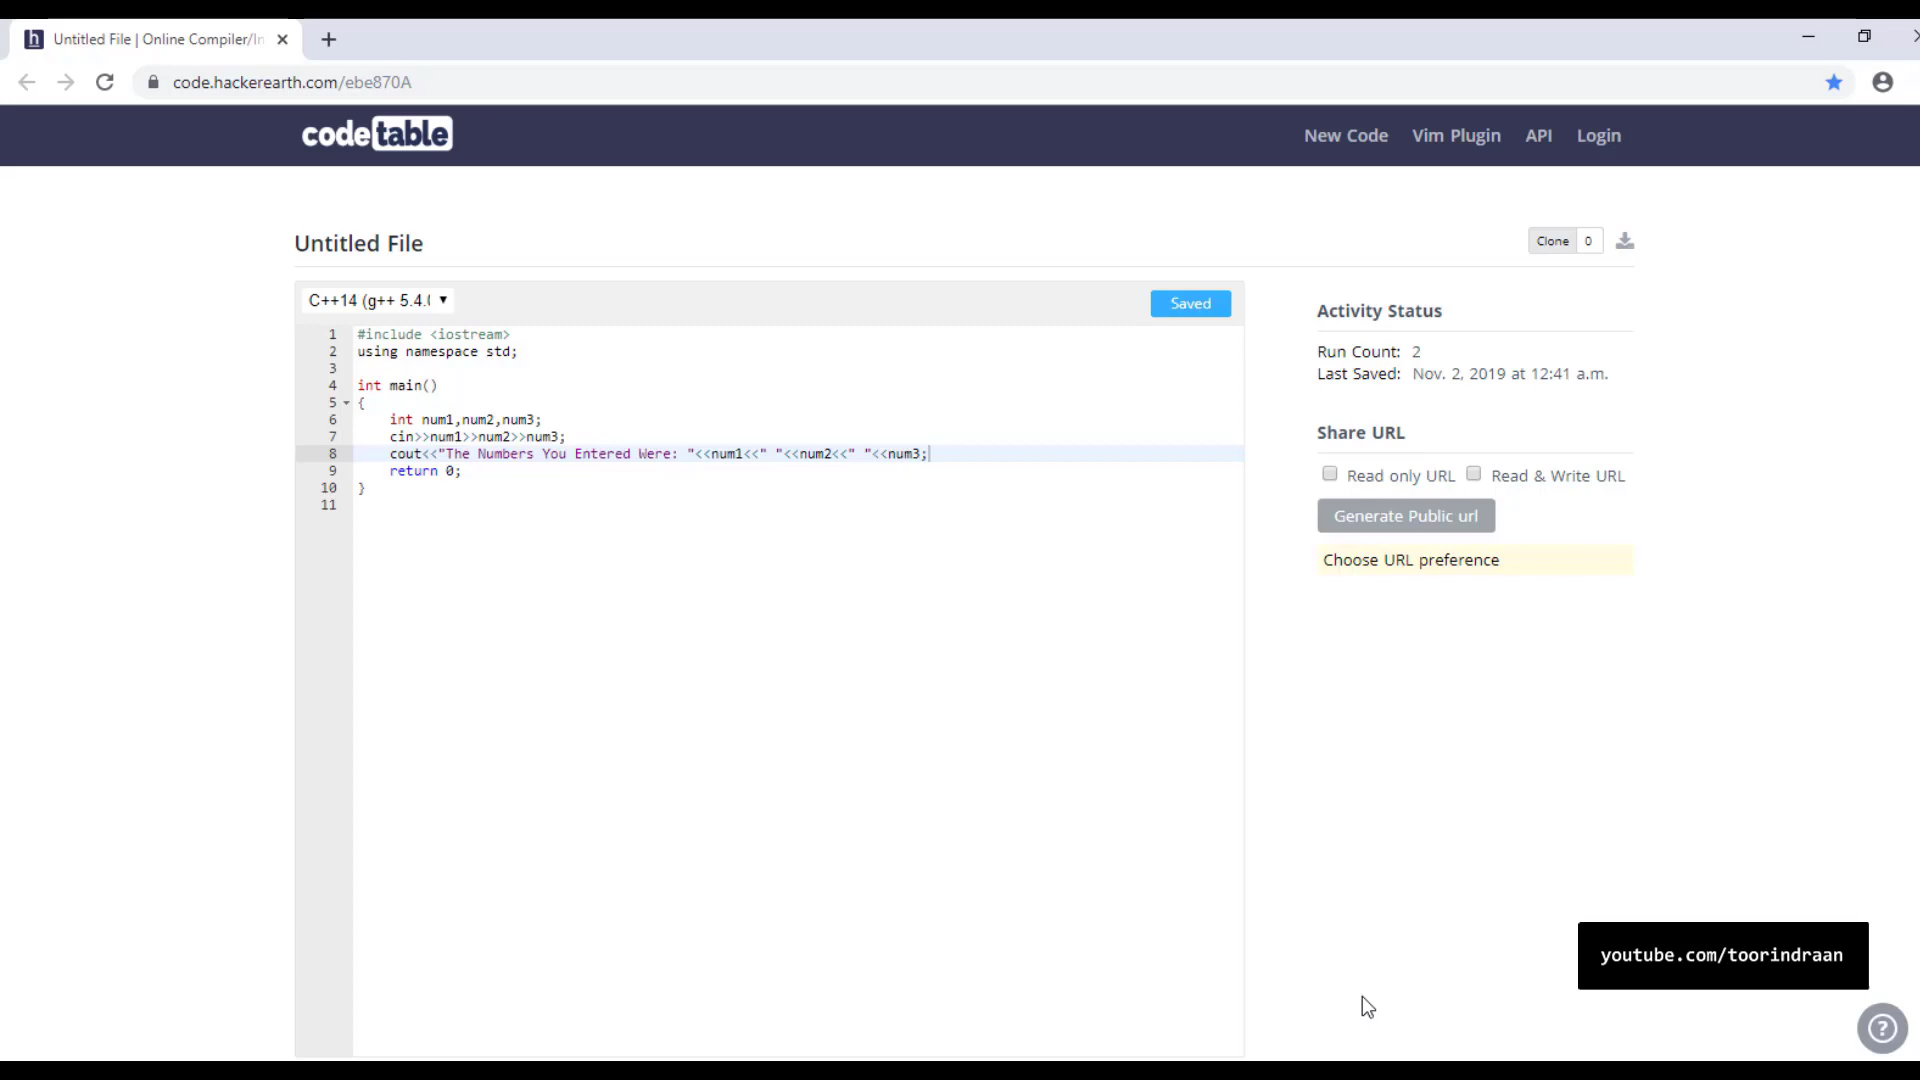 Untitled File | Online Compiler/In
code.hackerearth.com/ebe870A
codetable
New Code Vim Plugin API Login
Untitled File
Clone 0
C++14 (g++ 5.4.(
Saved
1 #include <iostream>
2 using namespace std;
3
4 int main()
5 {
6 int num1,num2,num3;
7 cin>>num1>>num2>>num3;
8 cout<<"The Numbers You Entered Were: "<<num1<<" "<<num2<<" "<<num3;
9 return 0;
10 }
11
Activity Status
Run Count: 2
Last Saved: Nov. 2, 2019 at 12:41 a.m.
Share URL
Read only URL Read & Write URL
Generate Public url
Choose URL preference
youtube.com/toorindraan
?